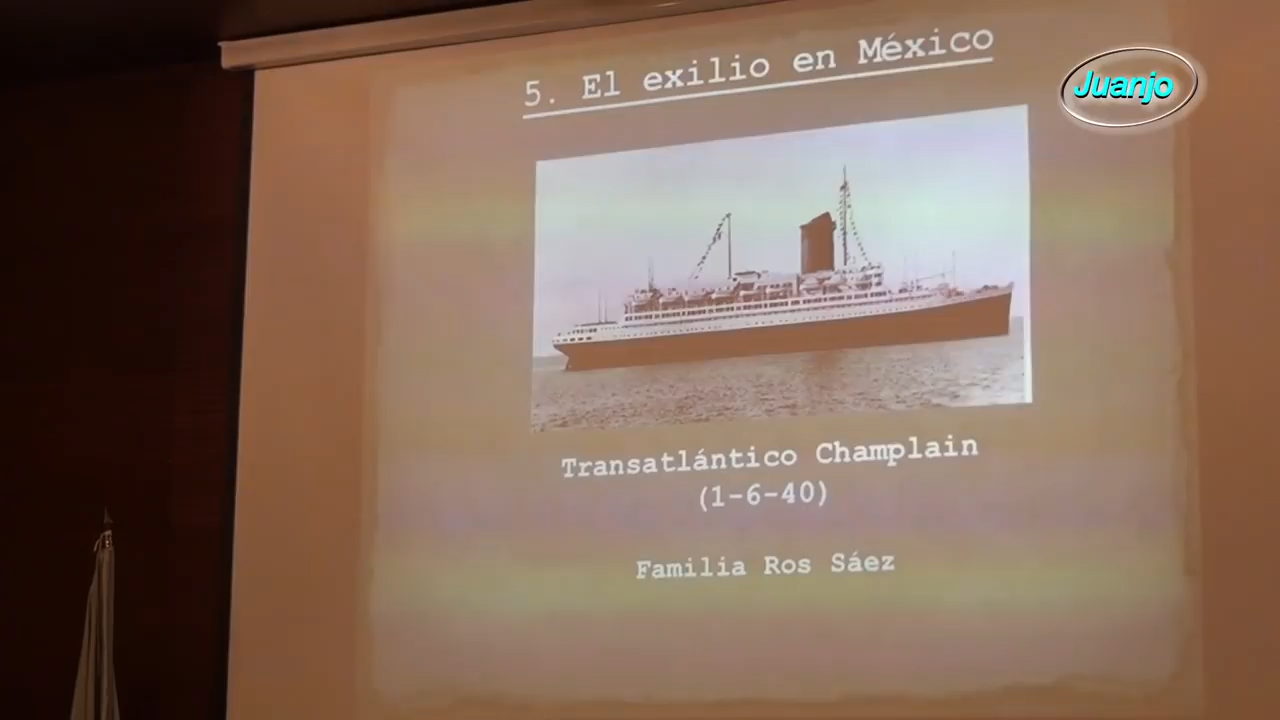 5. El exilio en México
Juanjo
Transatlántico Champlain
(1-6-40)
Familia Ros Sáez